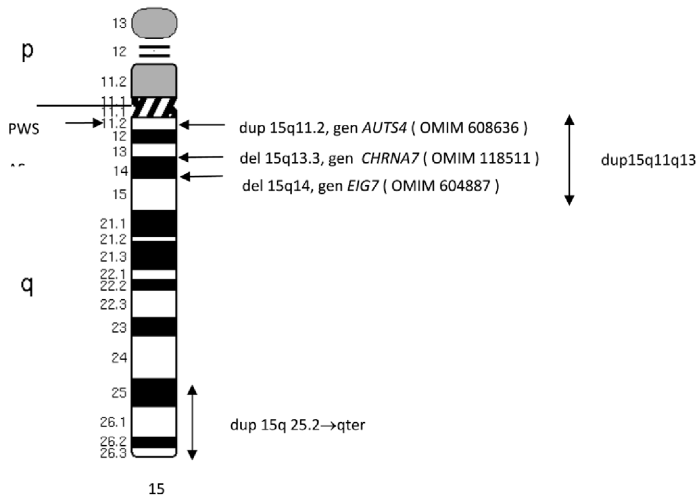 13
p
12
11.2
11.1
11.1
PWS
11.2
dup 15q11.2, gen AUTS4 ( OMIM 608636 )
12
13
del 15q13.3, gen CHRNA7 ( OMIM 118511 )
dup15q11q13
14
del 15q14, gen EIG7 ( OMIM 604887 )
15
21.1
21.2
21.3
22.1
q
22.2
22.3
23
24
25
26.1
dup 15q 25.2→qter
26.2
26.3
15